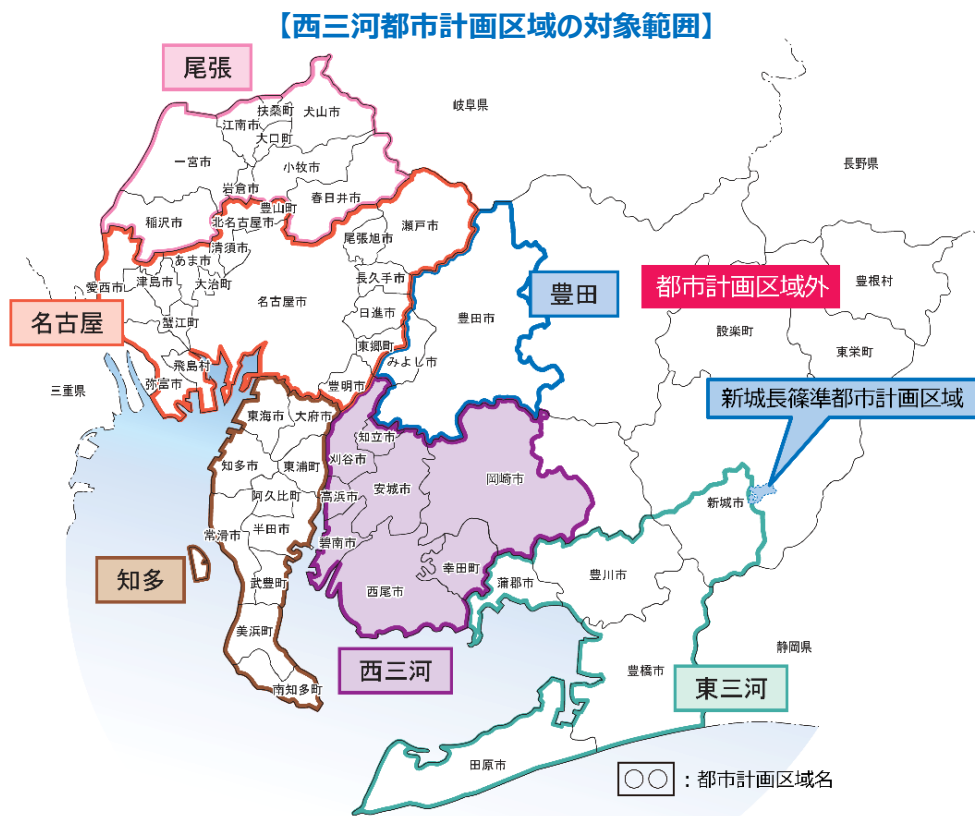 【西三河都市計画区域の対象範囲】
尾張
岐阜県
長野県
扶桑町
犬山市
江南市
大口町
一宮市
小牧市
岩倉市
春日井市
豊山町
稲沢市
北名古屋市
瀬戸市
尾張旭市
清須市
あま市
愛西市
津島市
大治町
長久手市
名古屋市
名古屋
蟹江町
日進市
東郷町
豊田市
みよし市
豊田
都市計画区域外
豊根村
設楽町
東栄町
三重県
飛島村
弥富市
豊明市
新城長篠準都市計画区域
東海市
大府市
知立市
刈谷市
知多市
東浦町
岡崎市
安城市
高浜市
阿久比町
新城市
常滑市
半田市
碧南市
幸田町
蒲郡市
豊川市
知多
武豊町
西尾市
美浜町
西三河
静岡県
豊橋市
東三河
南知多町
田原市
○○：都市計画区域名